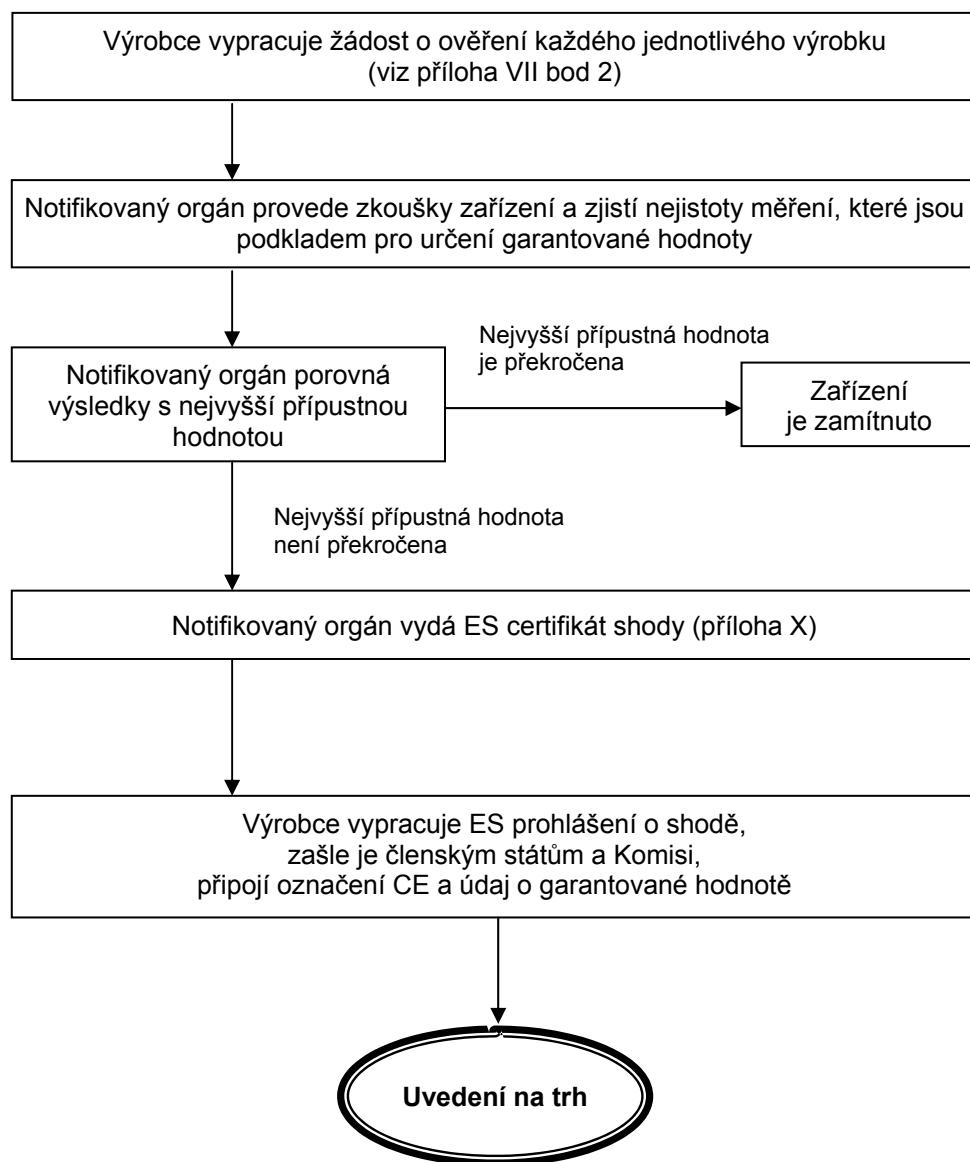 Výrobce vypracuje žádost o ověření každého jednotlivého výrobku
(viz příloha VII bod 2)
Notifikovaný orgán provede zkoušky zařízení a zjistí nejistoty měření, které jsou
podkladem pro určení garantované hodnoty
Nejvyšší přípustná hodnota
je překročena
Notifikovaný orgán porovná
výsledky s nejvyšší přípustnou
hodnotou
Zařízení
je zamítnuto
Nejvyšší přípustná hodnota
není překročena
Notifikovaný orgán vydá ES certifikát shody (příloha X)
Výrobce vypracuje ES prohlášení o shodě,
zašle je členským státům a Komisi,
připojí označení CE a údaj o garantované hodnotě
Uvedení na trh